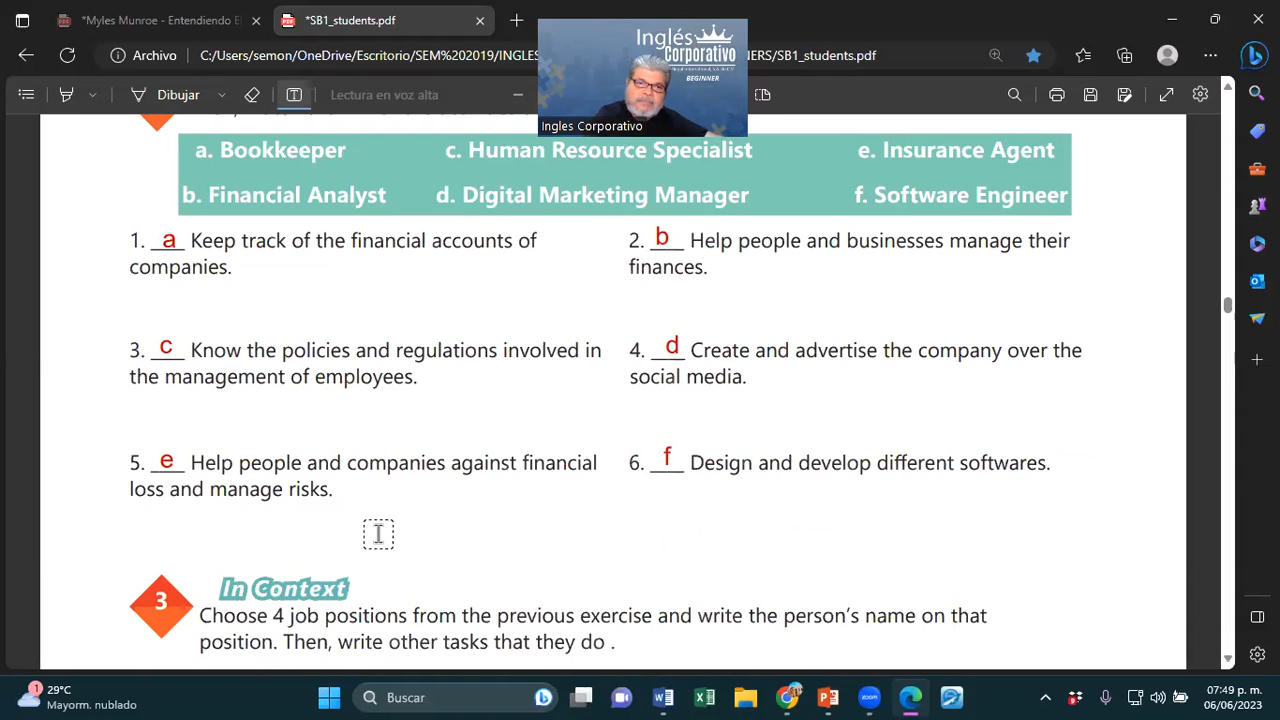 *Myles Munroe - Entendiendo E
*SB1_students.pdf
Archivo
C:/Users/semon/OneDrive/Escritorio/SEM%202019/INGLES
ERS/SB1_students.pdf
Dibujar
Lectura en voz alta
Inglés
Corporativo
BEGINNER
Ingles Corporativo
a. Bookkeeper
c. Human Resource Specialist
e. Insurance Agent
b. Financial Analyst
d. Digital Marketing Manager
f. Software Engineer
1. a Keep track of the financial accounts of
companies.
2. b Help people and businesses manage their
finances.
3. c Know the policies and regulations involved in
the management of employees.
4. d Create and advertise the company over the
social media.
5. e Help people and companies against financial
loss and manage risks.
6. f Design and develop different softwares.
3
In Context
Choose 4 job positions from the previous exercise and write the person's name on that
position. Then, write other tasks that they do .
1
29°C
Mayorm. nublado
Buscar
zoom
07:49 p. m.
06/06/2023